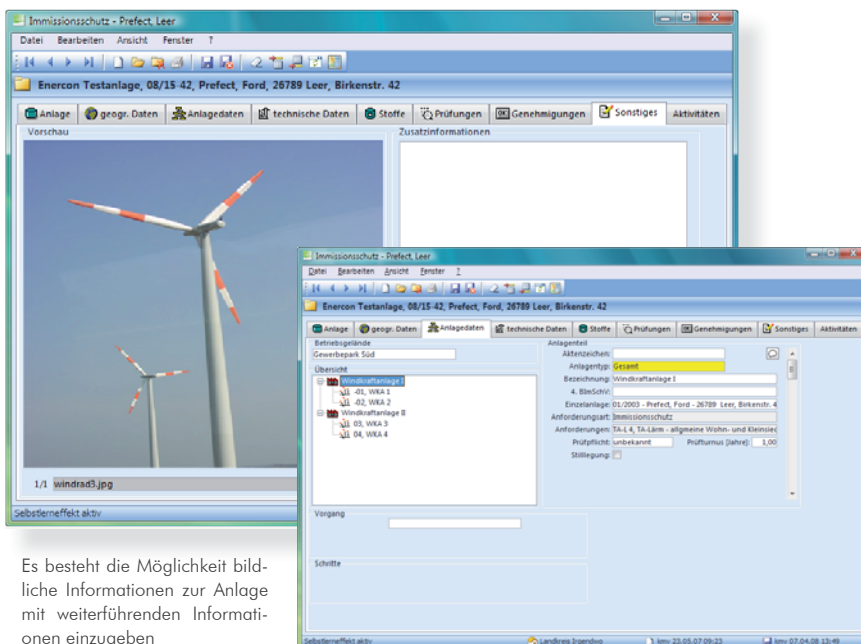 Immissionsschutz - Prefect, Leer
Datei Bearbeiten Ansicht Fenster ?
Enercon Testanlage, 08/15-42, Prefect, Ford, 26789 Leer, Birkenstr. 42
Anlage geogr. Daten Anlagedaten technische Daten Stoffe Prüfungen OK Genehmigungen Sonstiges Aktivitäten
Vorschau Zusatzinformationen
1/1 windrad3.jpg
Selbstlerneffekt aktiv
Immissionsschutz - Prefect, Leer
Datei Bearbeiten Ansicht Fenster ?
Enercon Testanlage, 08/15-42, Prefect, Ford, 26789 Leer, Birkenstr. 42
Anlage geogr. Daten Anlagedaten technische Daten Stoffe Prüfungen OK Genehmigungen Sonstiges Aktivitäten
Betriebsgelände
Gewerbepark Süd
Übersicht
Windkraftanlage I
-01, WKA 1
-02, WKA 2
Windkraftanlage II
03, WKA 3
04, WKA 4
Anlagenteil
Aktenzeichen:
Anlagentyp: Gesamt
Bezeichnung: Windkraftanlage I
4. BImSchV:
Einzelanlage: 01/2003 - Prefect, Ford - 26789 Leer, Birkenstr. 4
Anforderungsart: Immissionsschutz
Anforderungen: TA-L 4, TA-Lärm - allgmeine Wohn- und Kleinsied
Prüfpflicht: unbekannt Prüfturnus (Jahre): 1,00
Stilllegung:
Vorgang
Schritte
Selbstlerneffekt aktiv Landkreis Irgendwo kmv 23.05.07 09:23 kmv 07.04.08 13:49
Es besteht die Möglichkeit bild-
liche Informationen zur Anlage
mit weiterführenden Informati-
onen einzugeben